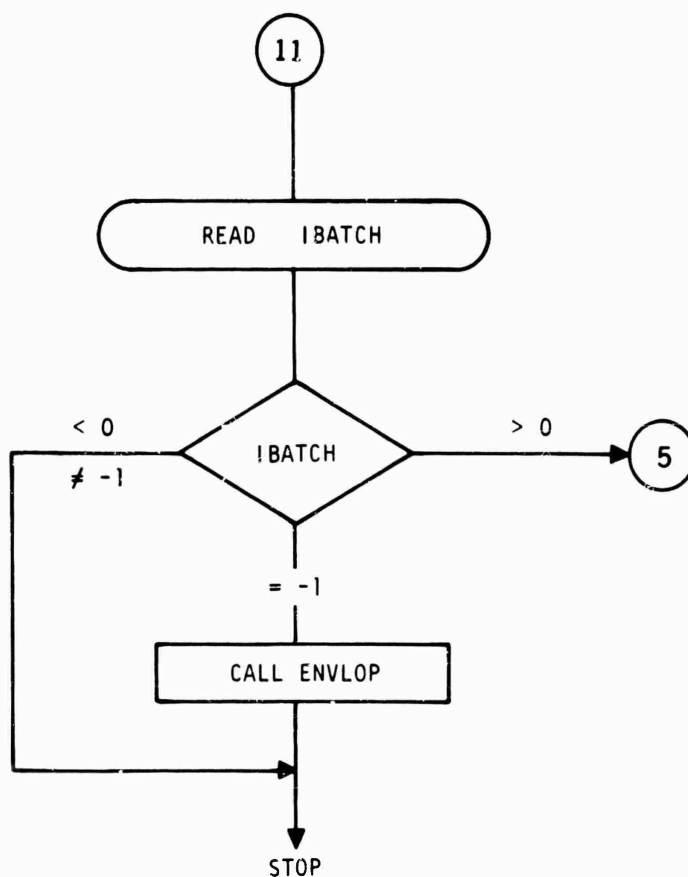 11
READ IBATCH
< 0
> 0
≠ -1
IBATCH
5
= -1
CALL ENVLOP
STOP